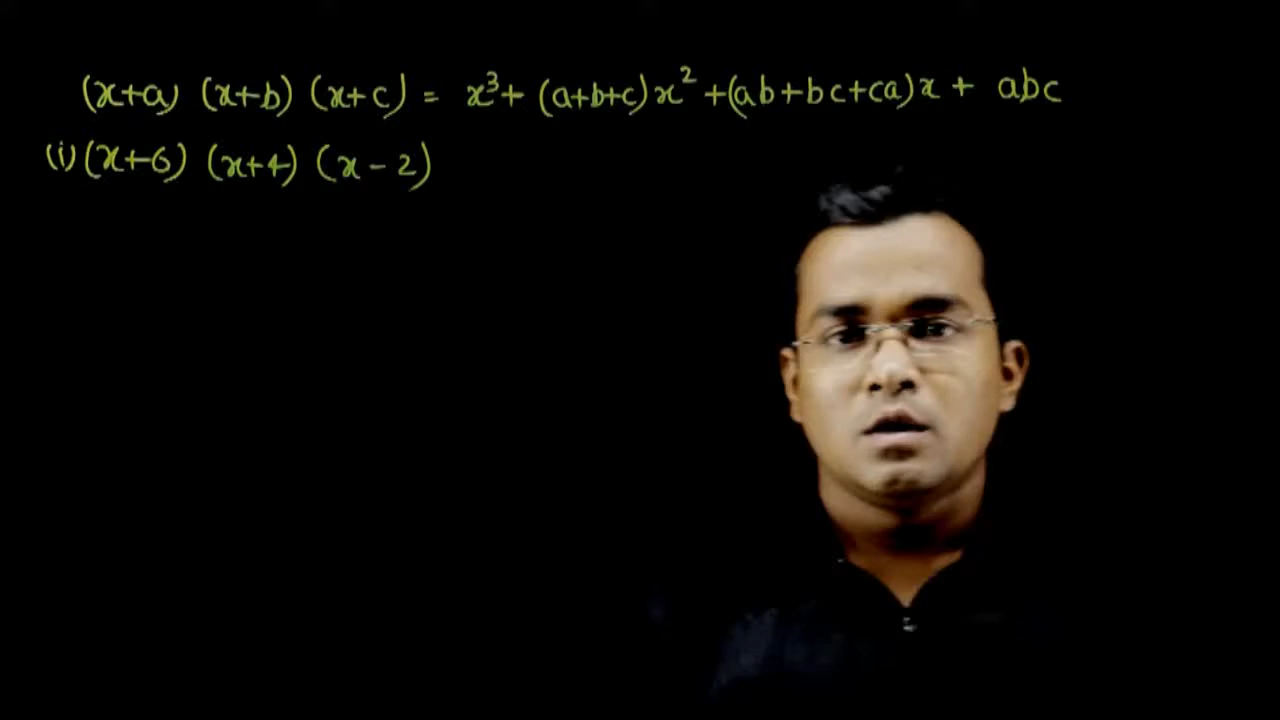 (x+a) (x+b) (x+c) = x³+ (a+b+c)x² +(ab+bc+ca)x + abc
(i) (x+6) (x+4) (x-2)